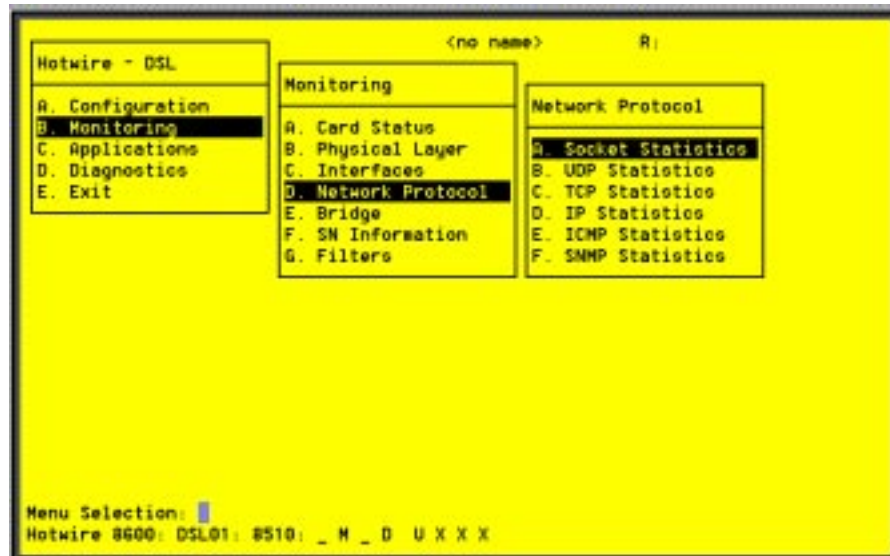 <no name> R:
Hotwire - DSL
A. Configuration
B. Monitoring
C. Applications
D. Diagnostics
E. Exit
Monitoring
A. Card Status
B. Physical Layer
C. Interfaces
D. Network Protocol
E. Bridge
F. SN Information
G. Filters
Network Protocol
A. Socket Statistics
B. UDP Statistics
C. TCP Statistics
D. IP Statistics
E. ICMP Statistics
F. SNMP Statistics
Menu Selection:
Hotwire 8600: DSL01: 8510: _ M _ D U X X X